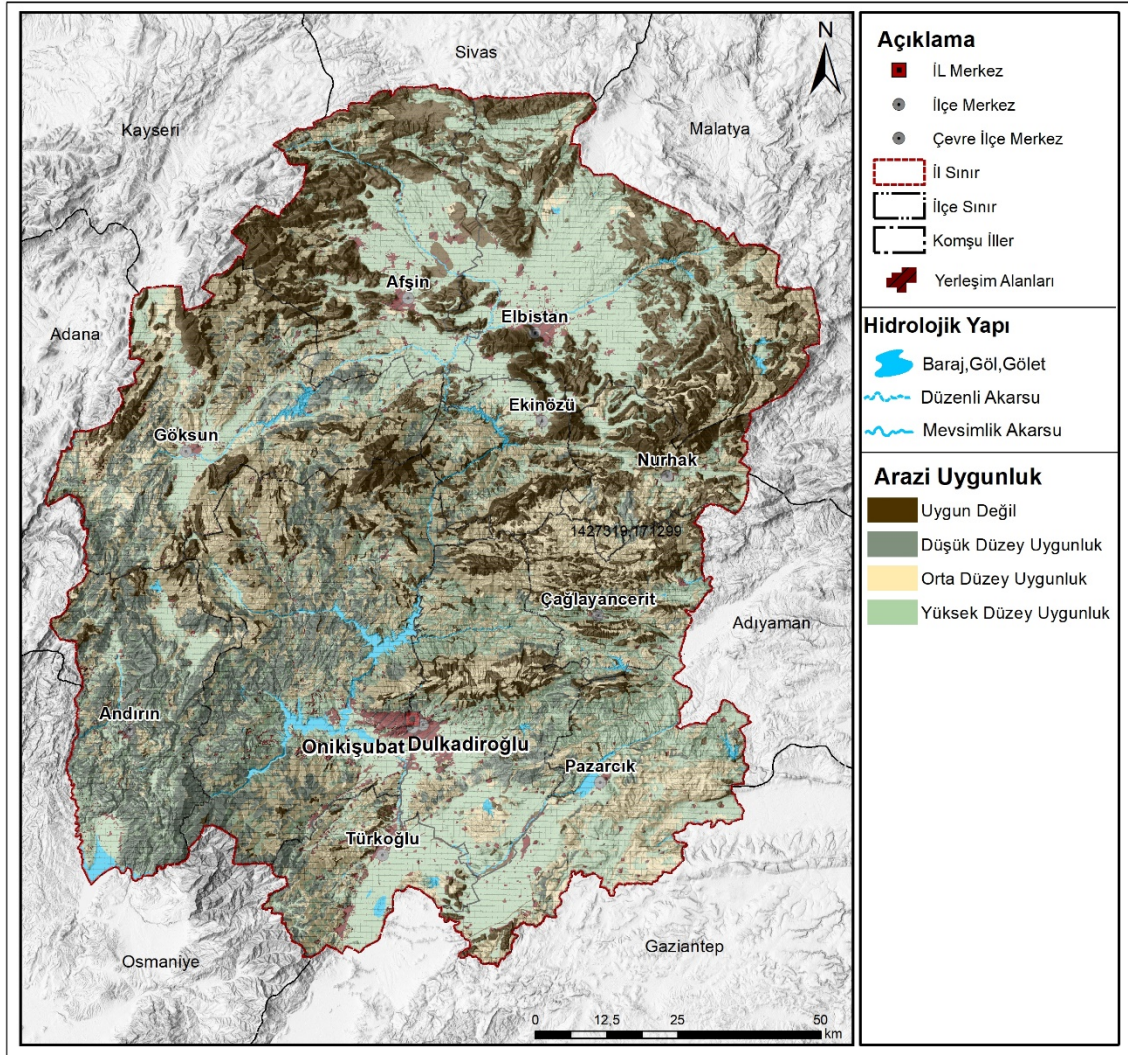 N
Sivas
Kayseri
Malatya
Afşin
Elbistan
Adana
Ekinözü
Göksun
Nurhak
1427319,171299
Çağlayancerit
Adıyaman
Andırın
Onikişubat
Dulkadiroğlu
Pazarcık
Türkoğlu
Osmaniye
Gaziantep
0 12,5 25 50
km
Açıklama
İL Merkez
İlçe Merkez
Çevre İlçe Merkez
İl Sınır
İlçe Sınır
Komşu İller
Yerleşim Alanları
Hidrolojik Yapı
Baraj,Göl,Gölet
Düzenli Akarsu
Mevsimlik Akarsu
Arazi Uygunluk
Uygun Değil
Düşük Düzey Uygunluk
Orta Düzey Uygunluk
Yüksek Düzey Uygunluk